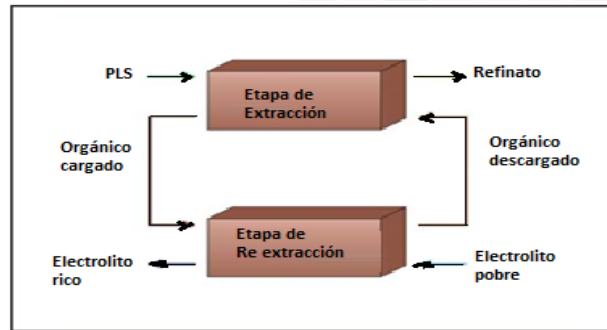 PLS
Etapa de
Extracción
Refinato
Orgánico
cargado
Orgánico
descargado
Etapa de
Re extracción
Electrolito
rico
Electrolito
pobre